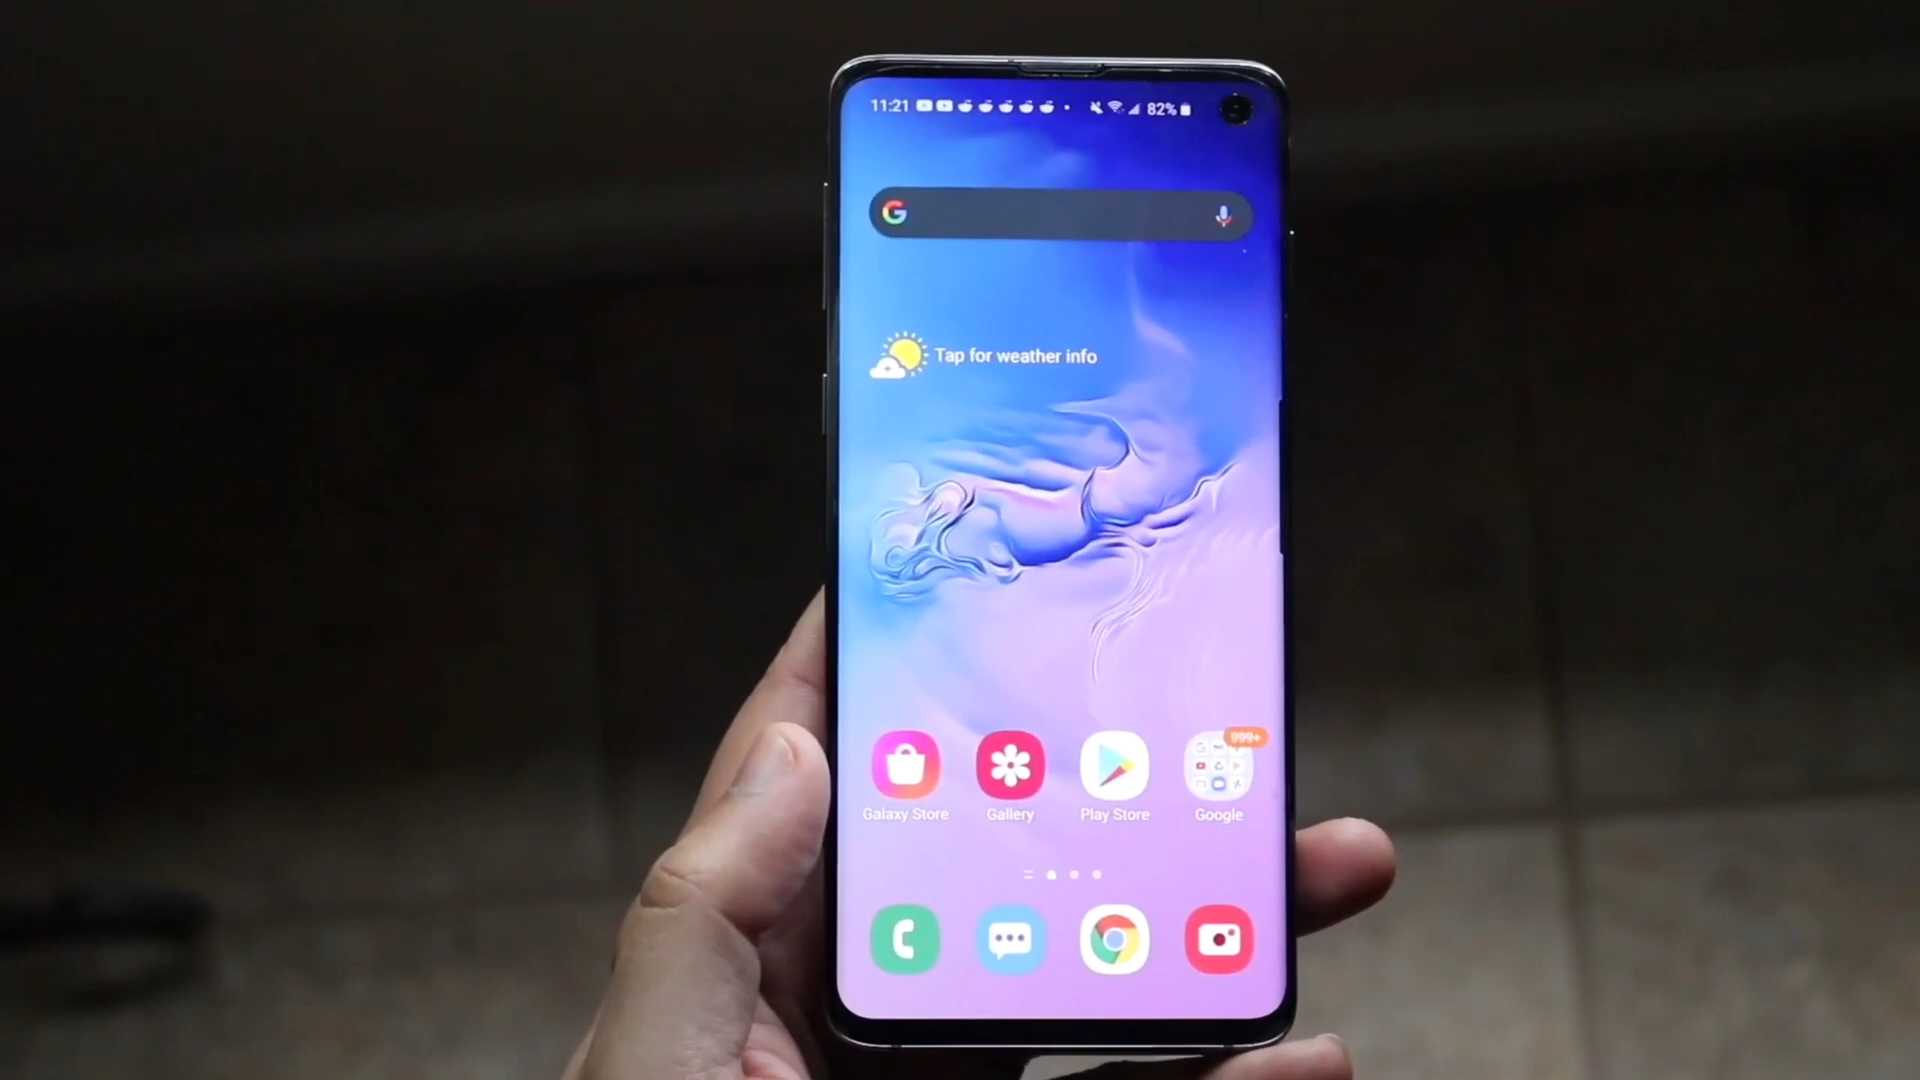 11:21 82%
G
Tap for weather info
999+
Galaxy Store Gallery Play Store Google